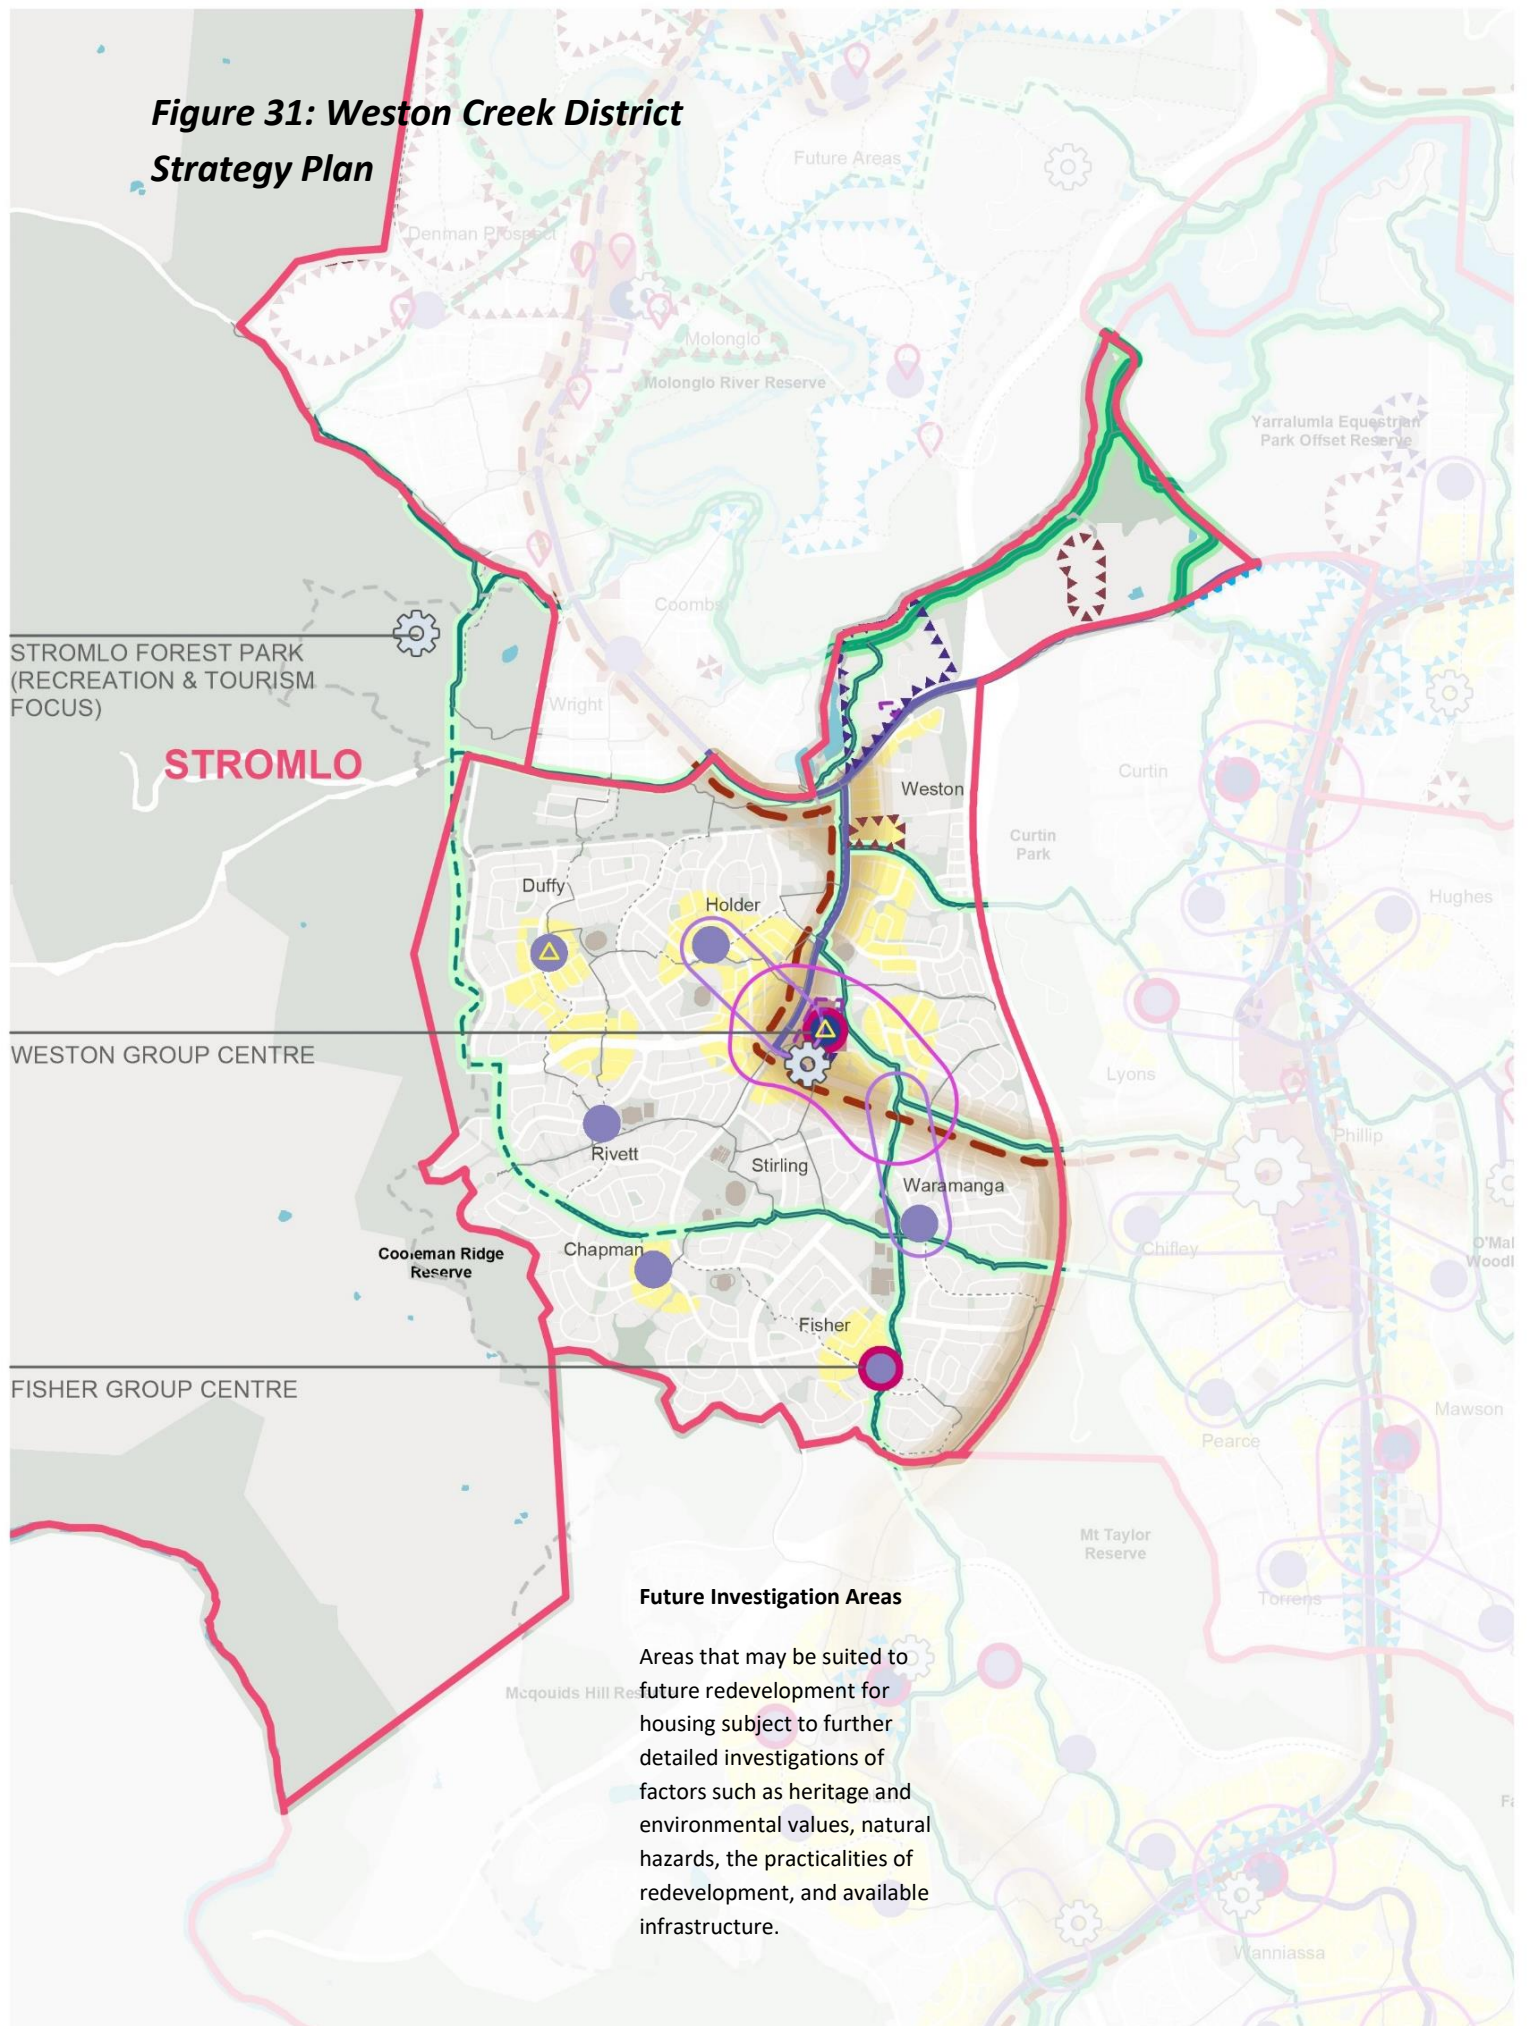 Figure 31: Weston Creek District
Strategy Plan
Future Areas
Denman Prospect
Molonglo
Molonglo River Reserve
Yarralumla Equestrian
Park Offset Reserve
Coombs
STROMLO FOREST PARK
(RECREATION & TOURISM
FOCUS)
Wright
STROMLO
Curtin
Weston
Curtin
Park
Duffy
Hughes
Holder
WESTON GROUP CENTRE
Lyons
Phillip
Rivett
Stirling
Waramanga
Chifley
Cooleman Ridge
Reserve
Chapman
Fisher
FISHER GROUP CENTRE
Mawson
Pearce
Mt Taylor
Reserve
Torrens
Future Investigation Areas
Areas that may be suited to
future redevelopment for
housing subject to further
detailed investigations of
factors such as heritage and
environmental values, natural
hazards, the practicalities of
redevelopment, and available
infrastructure.
Wanniassa